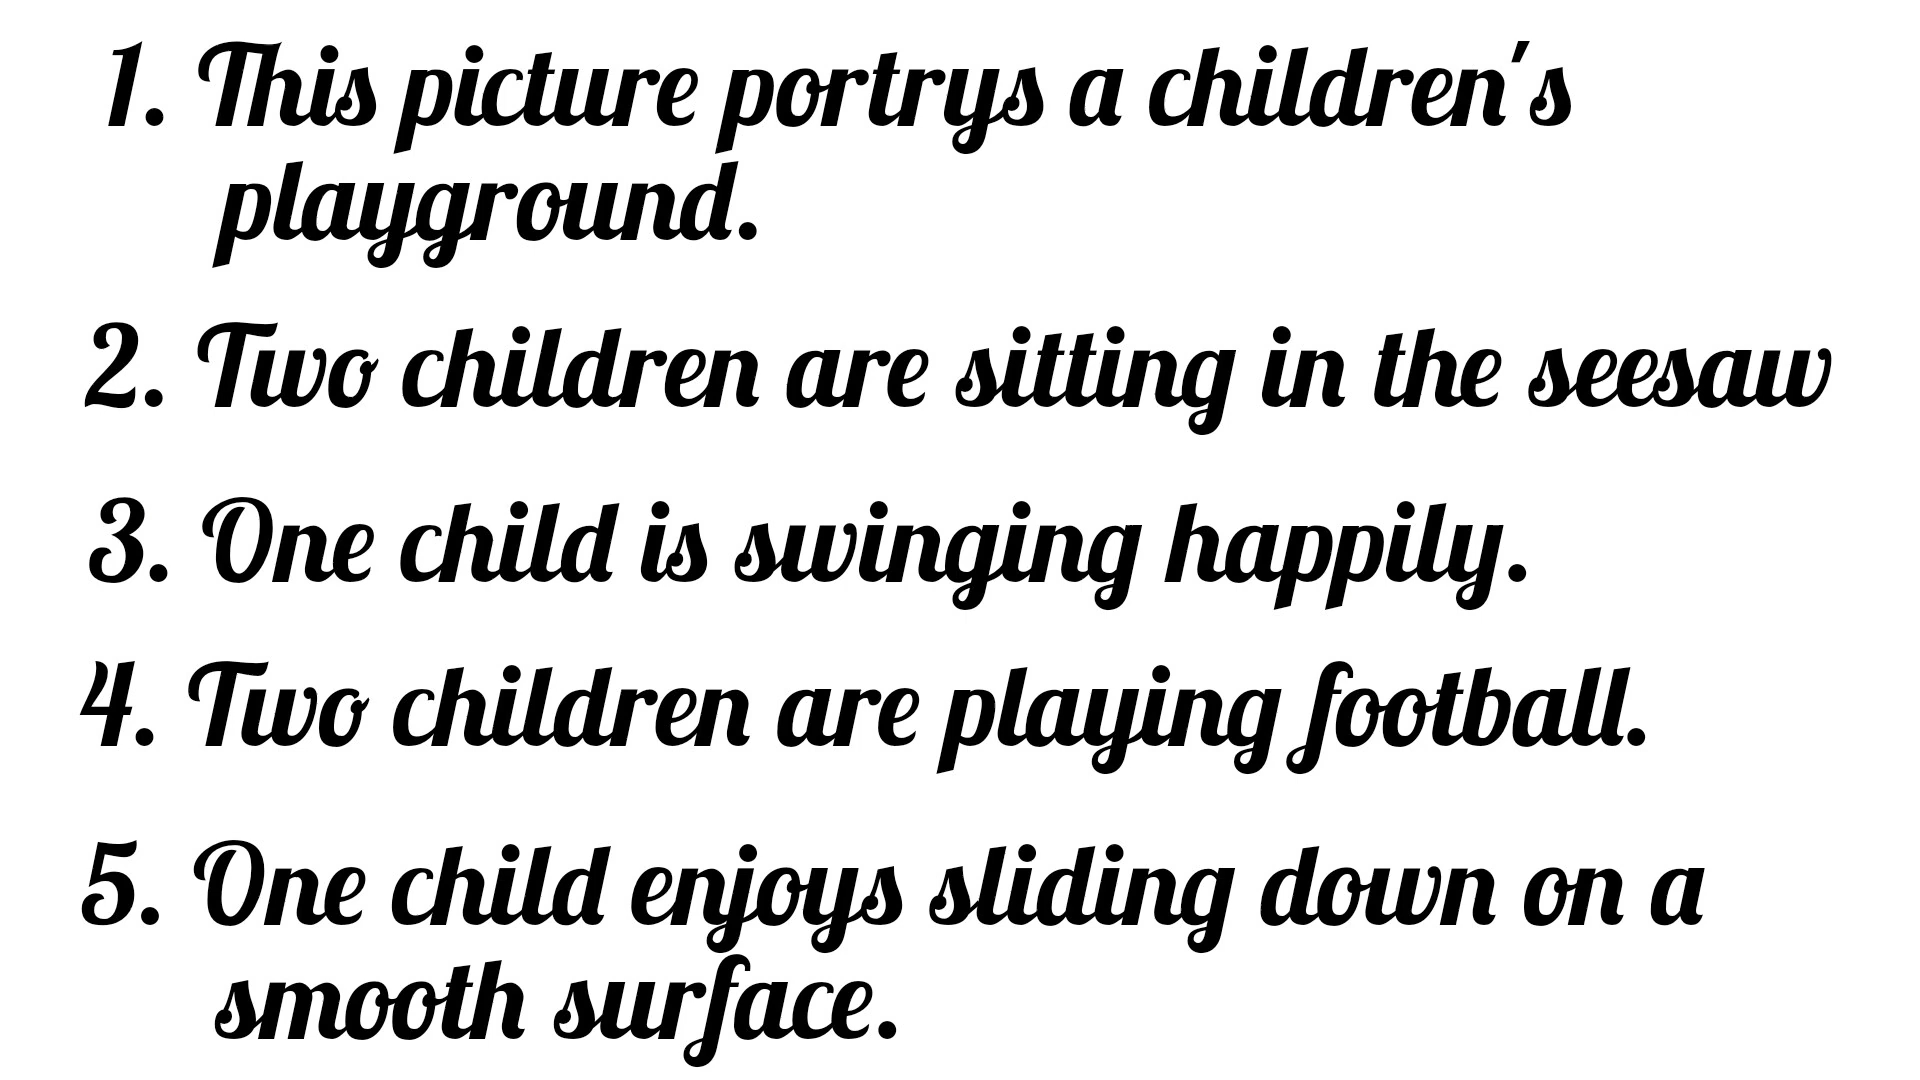 1. This picture portrys a children's
playground.
2. Two children are sitting in the seesaw
3. One child is swinging happily.
4. Two children are playing football.
5. One child enjoys sliding down on a
smooth surface.